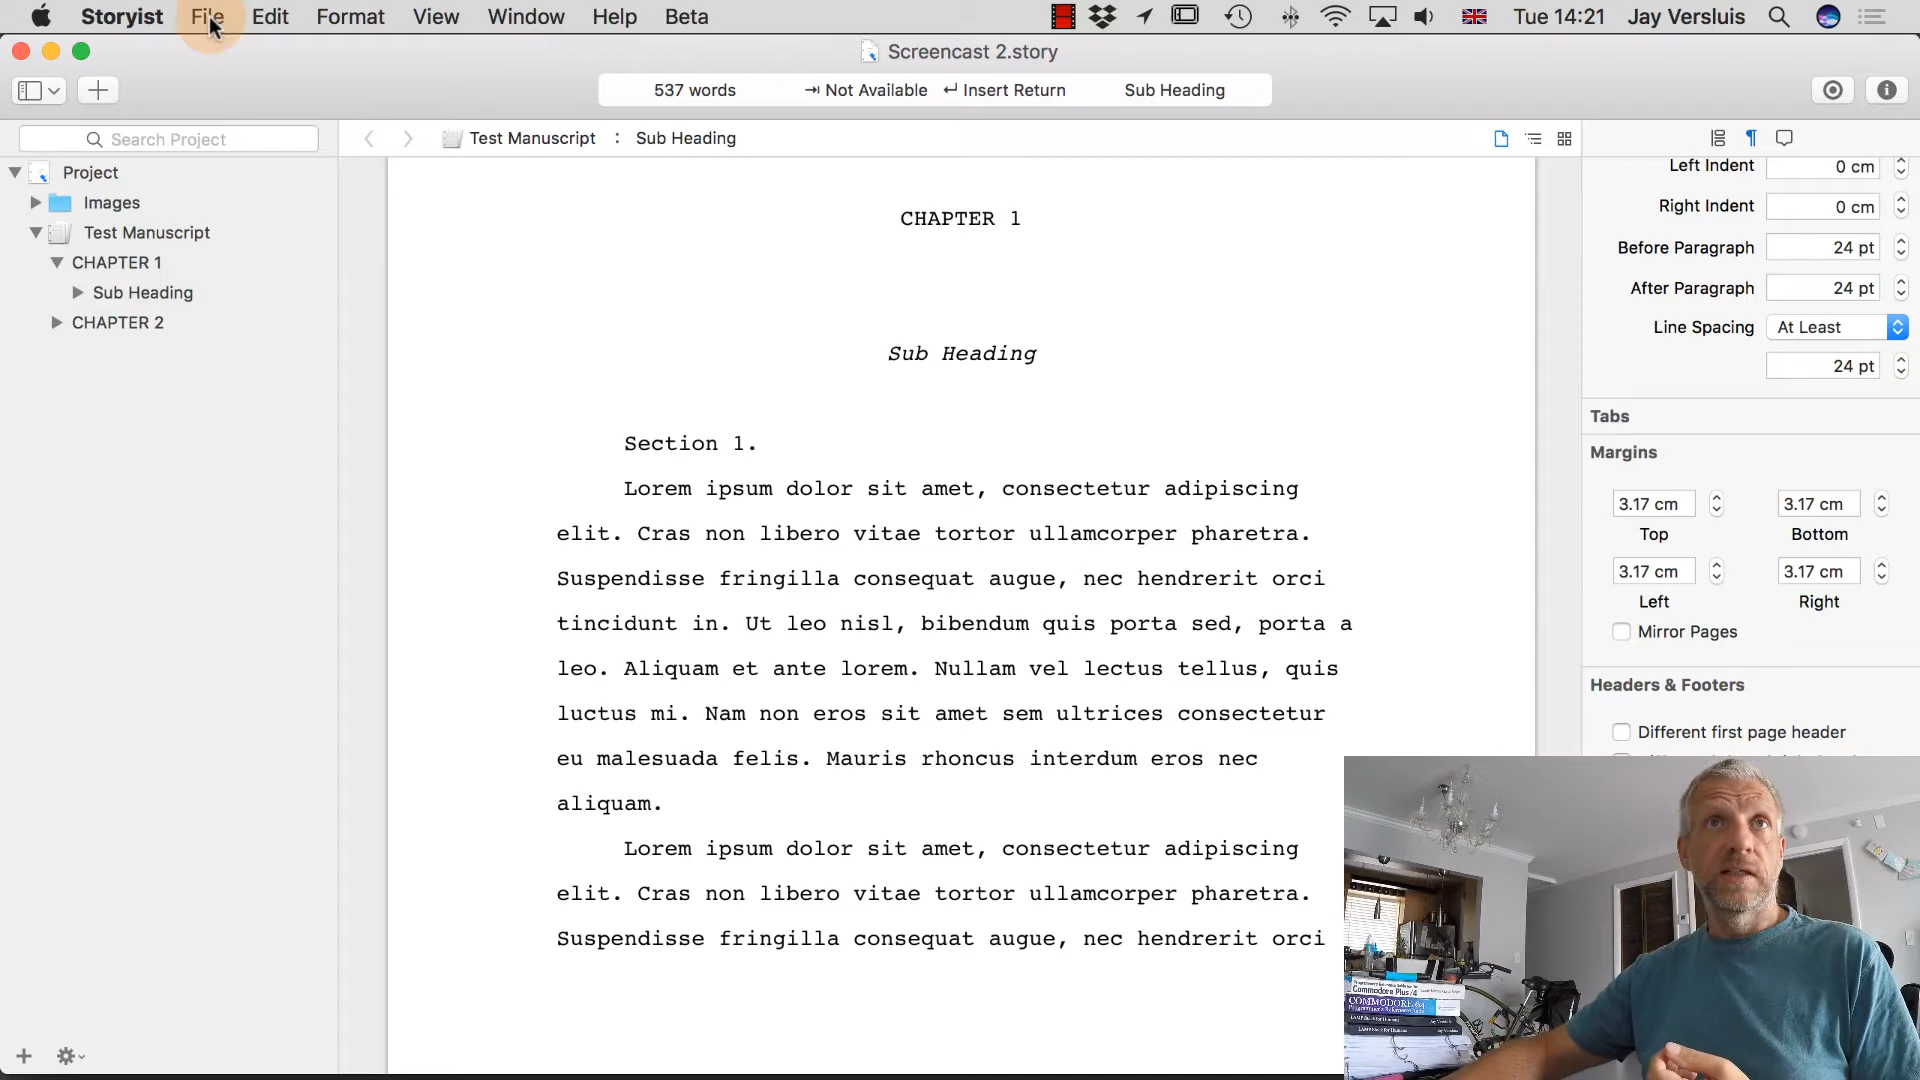 Storyist File Edit Format View Window Help Beta Tue 14:21 Jay Versluis
Screencast 2.story
537 words Not Available Insert Return Sub Heading
Search Project
Test Manuscript : Sub Heading
Project
Images
Test Manuscript
CHAPTER 1
Sub Heading
CHAPTER 2
CHAPTER 1
Sub Heading
Section 1.
Lorem ipsum dolor sit amet, consectetur adipiscing
elit. Cras non libero vitae tortor ullamcorper pharetra.
Suspendisse fringilla consequat augue, nec hendrerit orci
tincidunt in. Ut leo nisl, bibendum quis porta sed, porta a
leo. Aliquam et ante lorem. Nullam vel lectus tellus, quis
luctus mi. Nam non eros sit amet sem ultrices consectetur
eu malesuada felis. Mauris rhoncus interdum eros nec
aliquam.
Lorem ipsum dolor sit amet, consectetur adipiscing
elit. Cras non libero vitae tortor ullamcorper pharetra.
Suspendisse fringilla consequat augue, nec hendrerit orci
Left Indent 0 cm
Right Indent 0 cm
Before Paragraph 24 pt
After Paragraph 24 pt
Line Spacing At Least
24 pt
Tabs
Margins
3.17 cm 3.17 cm
Top Bottom
3.17 cm 3.17 cm
Left Right
Mirror Pages
Headers & Footers
Different first page header
Commodore Plus/4
COMMODORE 64
Programmer's Reference Guide